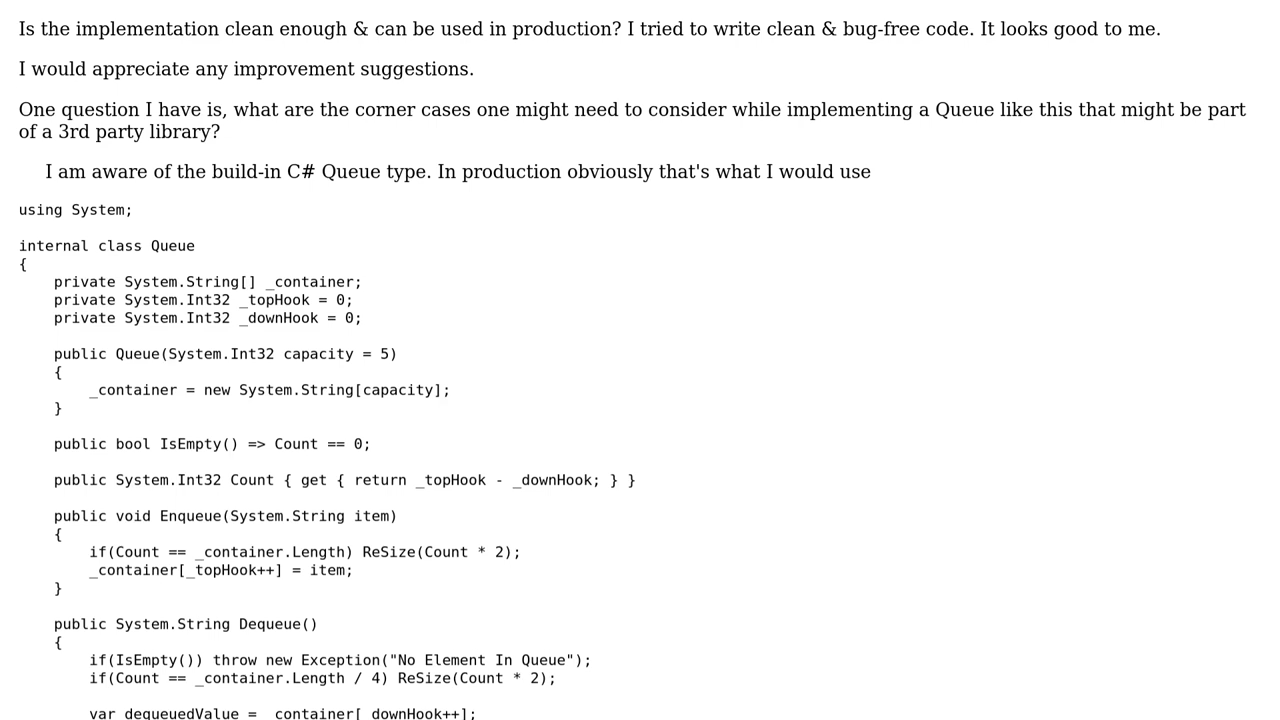 Is the implementation clean enough & can be used in production? I tried to write clean & bug-free code. It looks good to me.
I would appreciate any improvement suggestions.
One question I have is, what are the corner cases one might need to consider while implementing a Queue like this that might be part
of a 3rd party library?
I am aware of the build-in C# Queue type. In production obviously that's what I would use
using System;
internal class Queue
{
    private System.String[] _container;
    private System.Int32 _topHook = 0;
    private System.Int32 _downHook = 0;
    public Queue(System.Int32 capacity = 5)
    {
        _container = new System.String[capacity];
    }
    public bool IsEmpty() => Count == 0;
    public System.Int32 Count { get { return _topHook - _downHook; } }
    public void Enqueue(System.String item)
    {
        if(Count == _container.Length) ReSize(Count * 2);
        _container[_topHook++] = item;
    }
    public System.String Dequeue()
    {
        if(IsEmpty()) throw new Exception("No Element In Queue");
        if(Count == _container.Length / 4) ReSize(Count * 2);
        var dequeuedValue = _container[_downHook++];